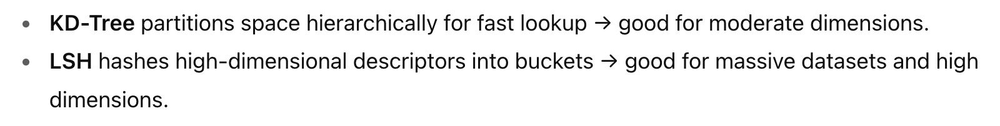 • KD-Tree partitions space hierarchically for fast lookup → good for moderate dimensions.
• LSH hashes high-dimensional descriptors into buckets → good for massive datasets and high
dimensions.